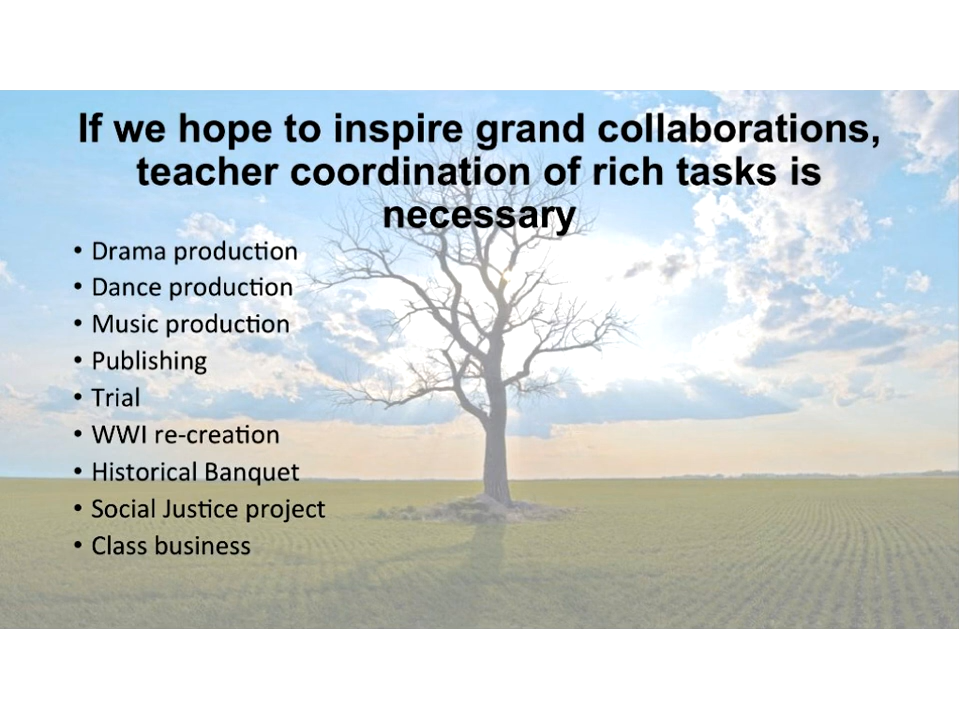 If we hope to inspire grand collaborations,
teacher coordination of rich tasks is
necessary
• Drama production
• Dance production
• Music production
• Publishing
• Trial
• WWI re-creation
• Historical Banquet
• Social Justice project
• Class business